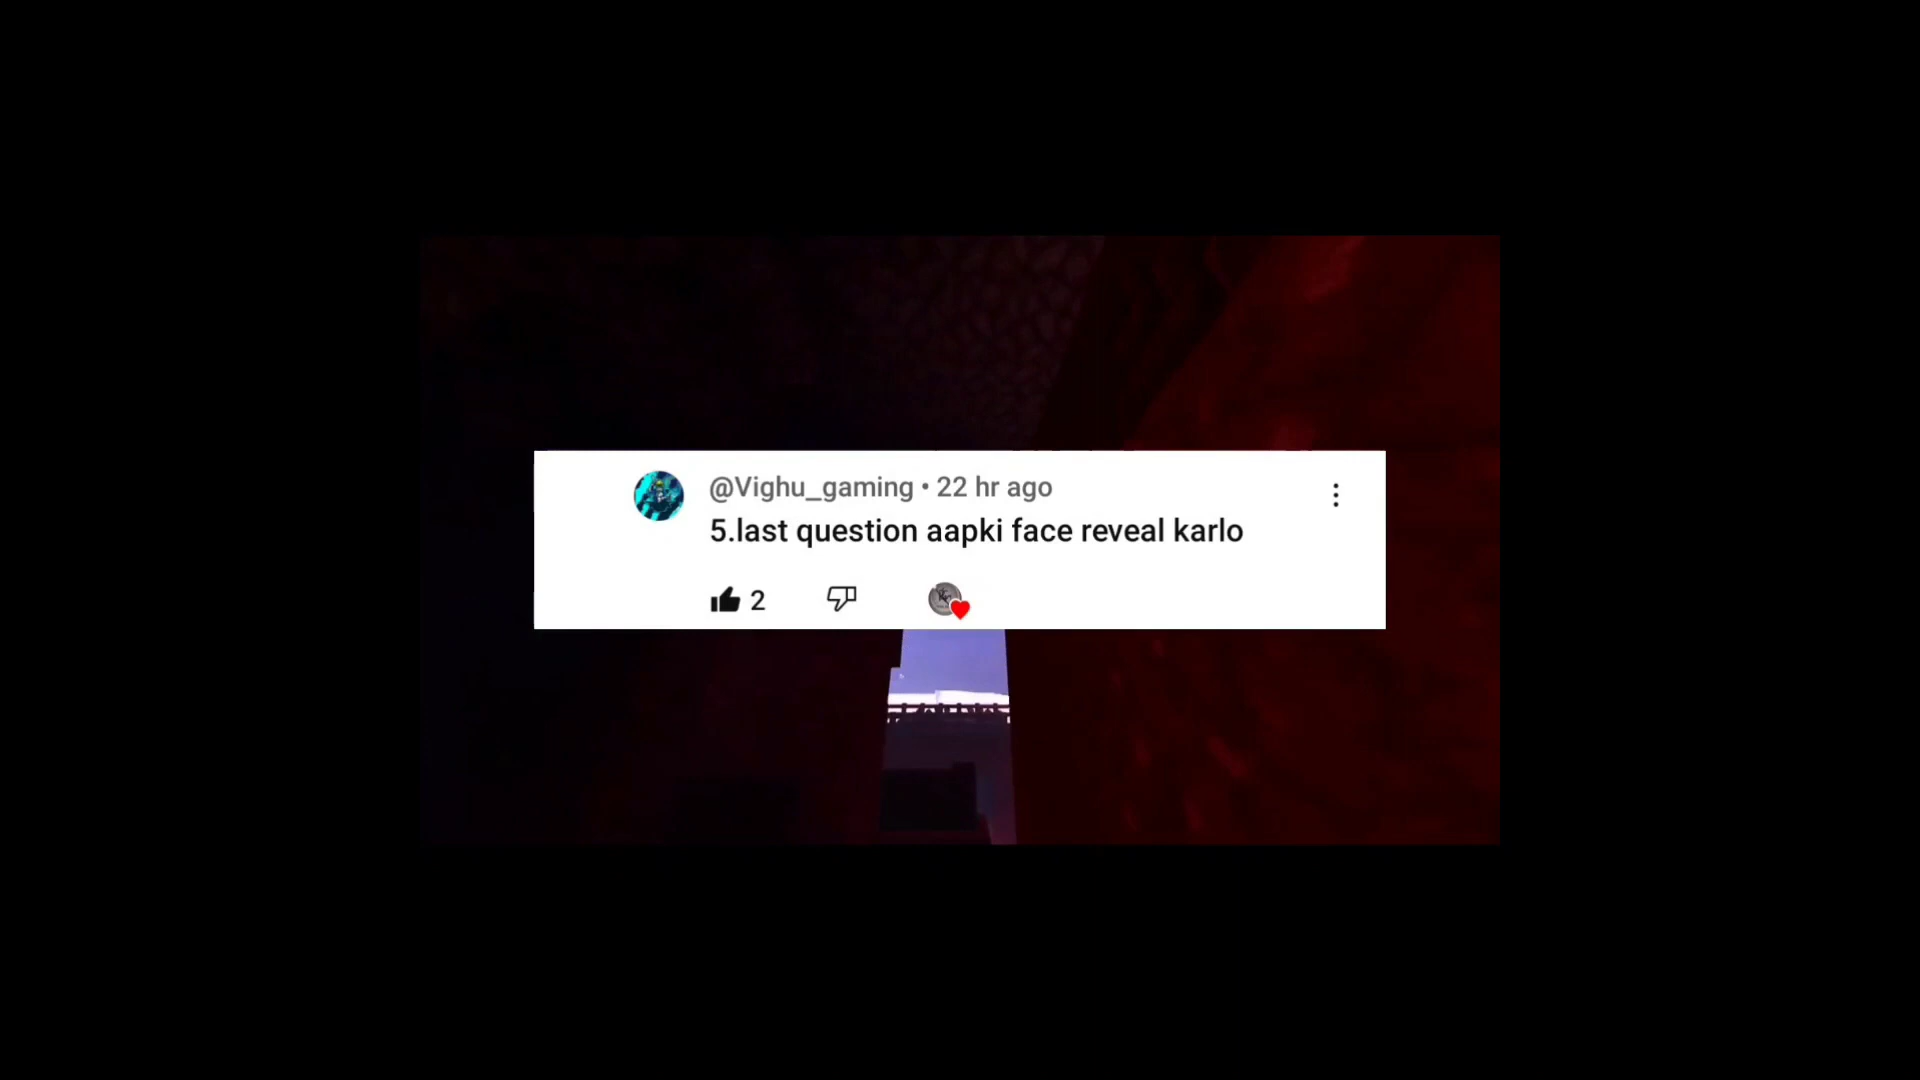 @Vighu_gaming • 22 hr ago
5.last question aapki face reveal karlo
2